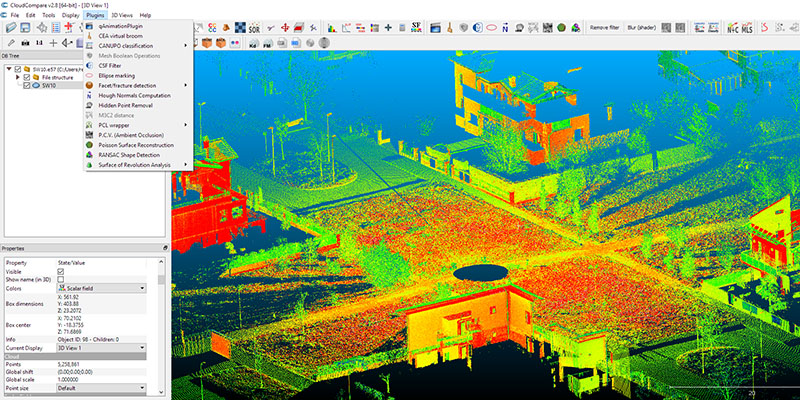 CloudCompare v2.8 [64-bit] - [3D View 1]
File Edit Tools Display Plugins 3D Views Help
SOR
SF
Remove filter Blur (shader)
N+C MLS
1:1
Kd FM
DB Tree
SW10.e57 (C:/Users/
File structure
SW10
qAnimationPlugin
CEA virtual broom
CANUPO classification
Mesh Boolean Operations
CSF Filter
Ellipse marking
Facet/fracture detection
Hough Normals Computation
Hidden Point Removal
M3C2 distance
PCL wrapper
P.C.V. (Ambient Occlusion)
Poisson Surface Reconstruction
RANSAC Shape Detection
Surface of Revolution Analysis
Properties
Property State/Value
Visible
Show name (in 3D)
Colors Scalar field
Box dimensions
X: 561.92
Y: 403.88
Z: 23.2072
Box center
X: 70.2102
Y: -18.3755
Z: 71.6869
Info Object ID: 98 - Children: 0
Current Display 3D View 1
Cloud
Points 5,258,861
Global shift (0.00;0.00;0.00)
Global scale 1.000000
Point size Default
20